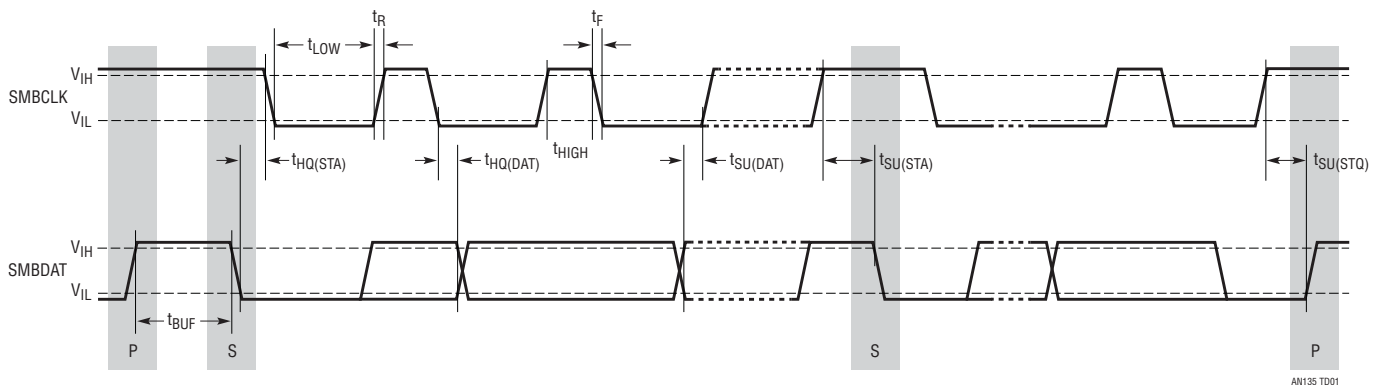 tR
tF
tLOW
VIH
SMBCLK
VIL
tHQ(STA)
tHQ(DAT)
tHIGH
tSU(DAT)
tSU(STA)
tSU(STQ)
VIH
SMBDAT
VIL
tBUF
P
S
S
P
AN135 TD01